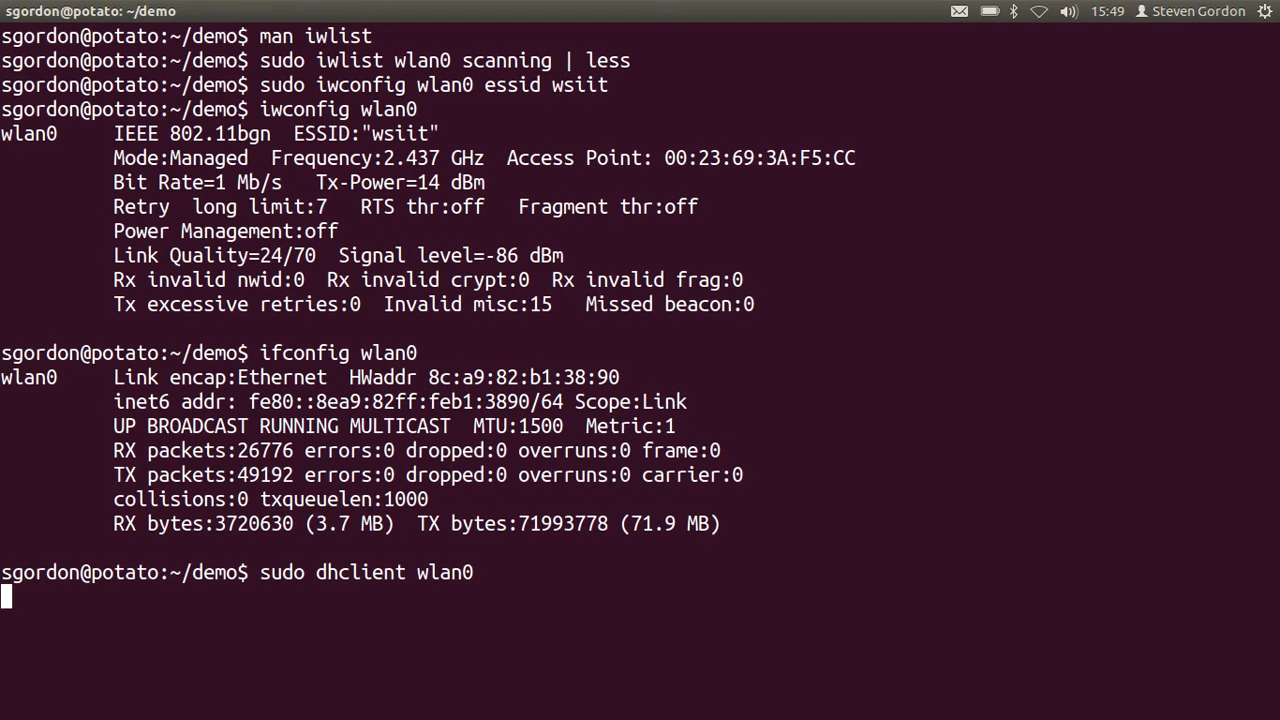 sgordon@potato: ~/demo 15:49 Steven Gordon
sgordon@potato:~/demo$ man iwlist
sgordon@potato:~/demo$ sudo iwlist wlan0 scanning | less
sgordon@potato:~/demo$ sudo iwconfig wlan0 essid wsiit
sgordon@potato:~/demo$ iwconfig wlan0
wlan0     IEEE 802.11bgn  ESSID:"wsiit"
          Mode:Managed  Frequency:2.437 GHz  Access Point: 00:23:69:3A:F5:CC
          Bit Rate=1 Mb/s   Tx-Power=14 dBm
          Retry  long limit:7   RTS thr:off   Fragment thr:off
          Power Management:off
          Link Quality=24/70  Signal level=-86 dBm
          Rx invalid nwid:0  Rx invalid crypt:0  Rx invalid frag:0
          Tx excessive retries:0  Invalid misc:15   Missed beacon:0
sgordon@potato:~/demo$ ifconfig wlan0
wlan0     Link encap:Ethernet  HWaddr 8c:a9:82:b1:38:90
          inet6 addr: fe80::8ea9:82ff:feb1:3890/64 Scope:Link
          UP BROADCAST RUNNING MULTICAST  MTU:1500  Metric:1
          RX packets:26776 errors:0 dropped:0 overruns:0 frame:0
          TX packets:49192 errors:0 dropped:0 overruns:0 carrier:0
          collisions:0 txqueuelen:1000
          RX bytes:3720630 (3.7 MB)  TX bytes:71993778 (71.9 MB)
sgordon@potato:~/demo$ sudo dhclient wlan0